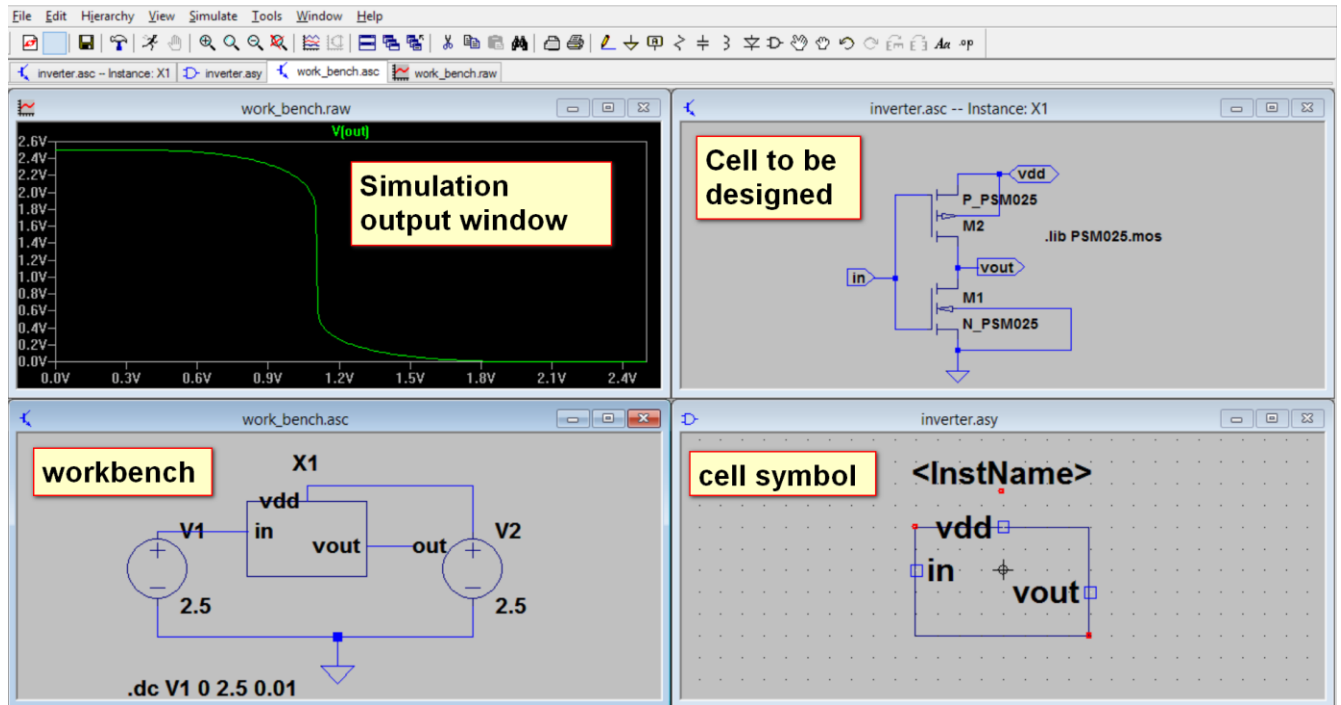 File Edit Hierarchy View Simulate Tools Window Help
Aa .op
inverter.asc -- Instance: X1 inverter.asy work_bench.asc work_bench.raw
work_bench.raw
V(out)
2.6V
2.4V
2.2V
2.0V
1.8V
1.6V
1.4V
1.2V
1.0V
0.8V
0.6V
0.4V
0.2V
0.0V
0.0V 0.3V 0.6V 0.9V 1.2V 1.5V 1.8V 2.1V 2.4V
Simulation
output window
inverter.asc -- Instance: X1
Cell to be
designed
vdd
P_PSM025
M2
.lib PSM025.mos
vout
in
M1
N_PSM025
work_bench.asc
workbench
X1
vdd
V1 in V2
vout out
2.5 2.5
.dc V1 0 2.5 0.01
inverter.asy
cell symbol
<InstName>
vdd
in
vout